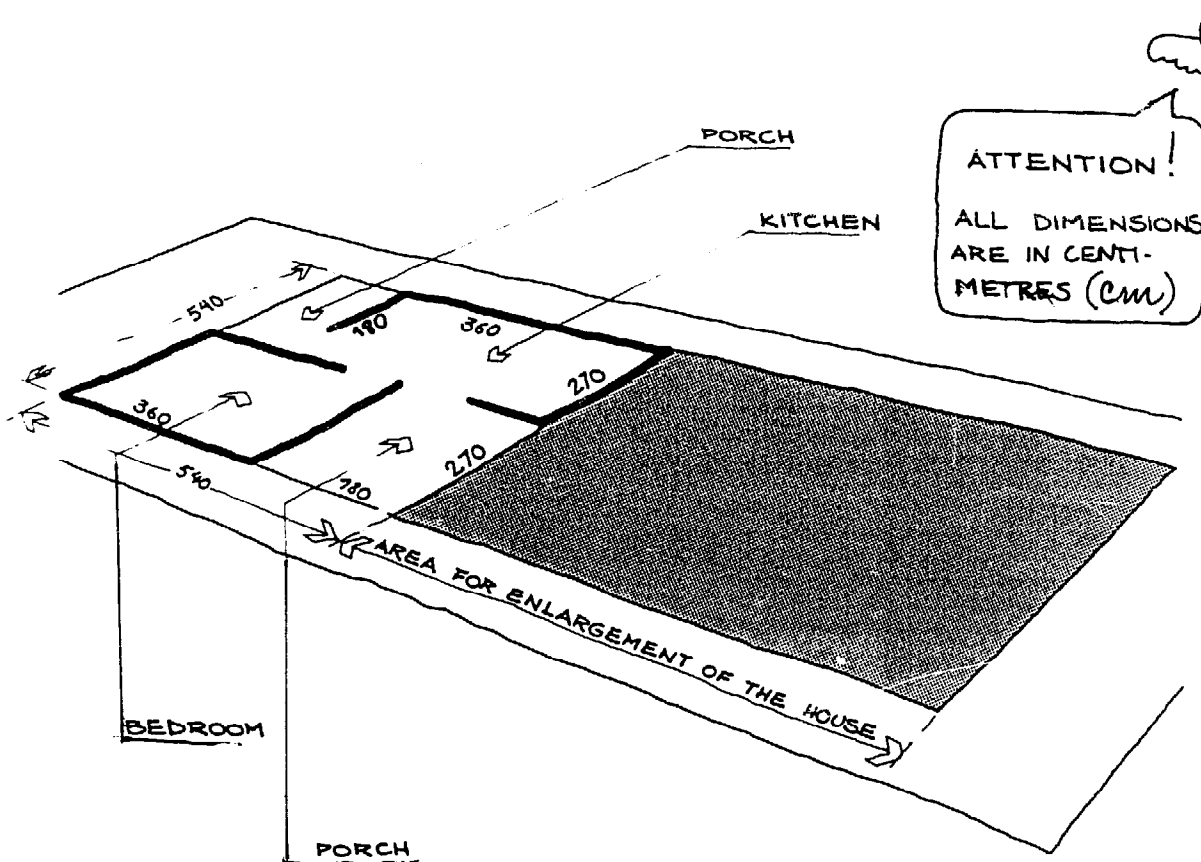 PORCH
KITCHEN
ATTENTION!
ALL DIMENSIONS
ARE IN CENTI-
METRES (cm)
540
180
360
270
360
270
540
180
AREA FOR ENLARGEMENT OF THE HOUSE
BEDROOM
PORCH